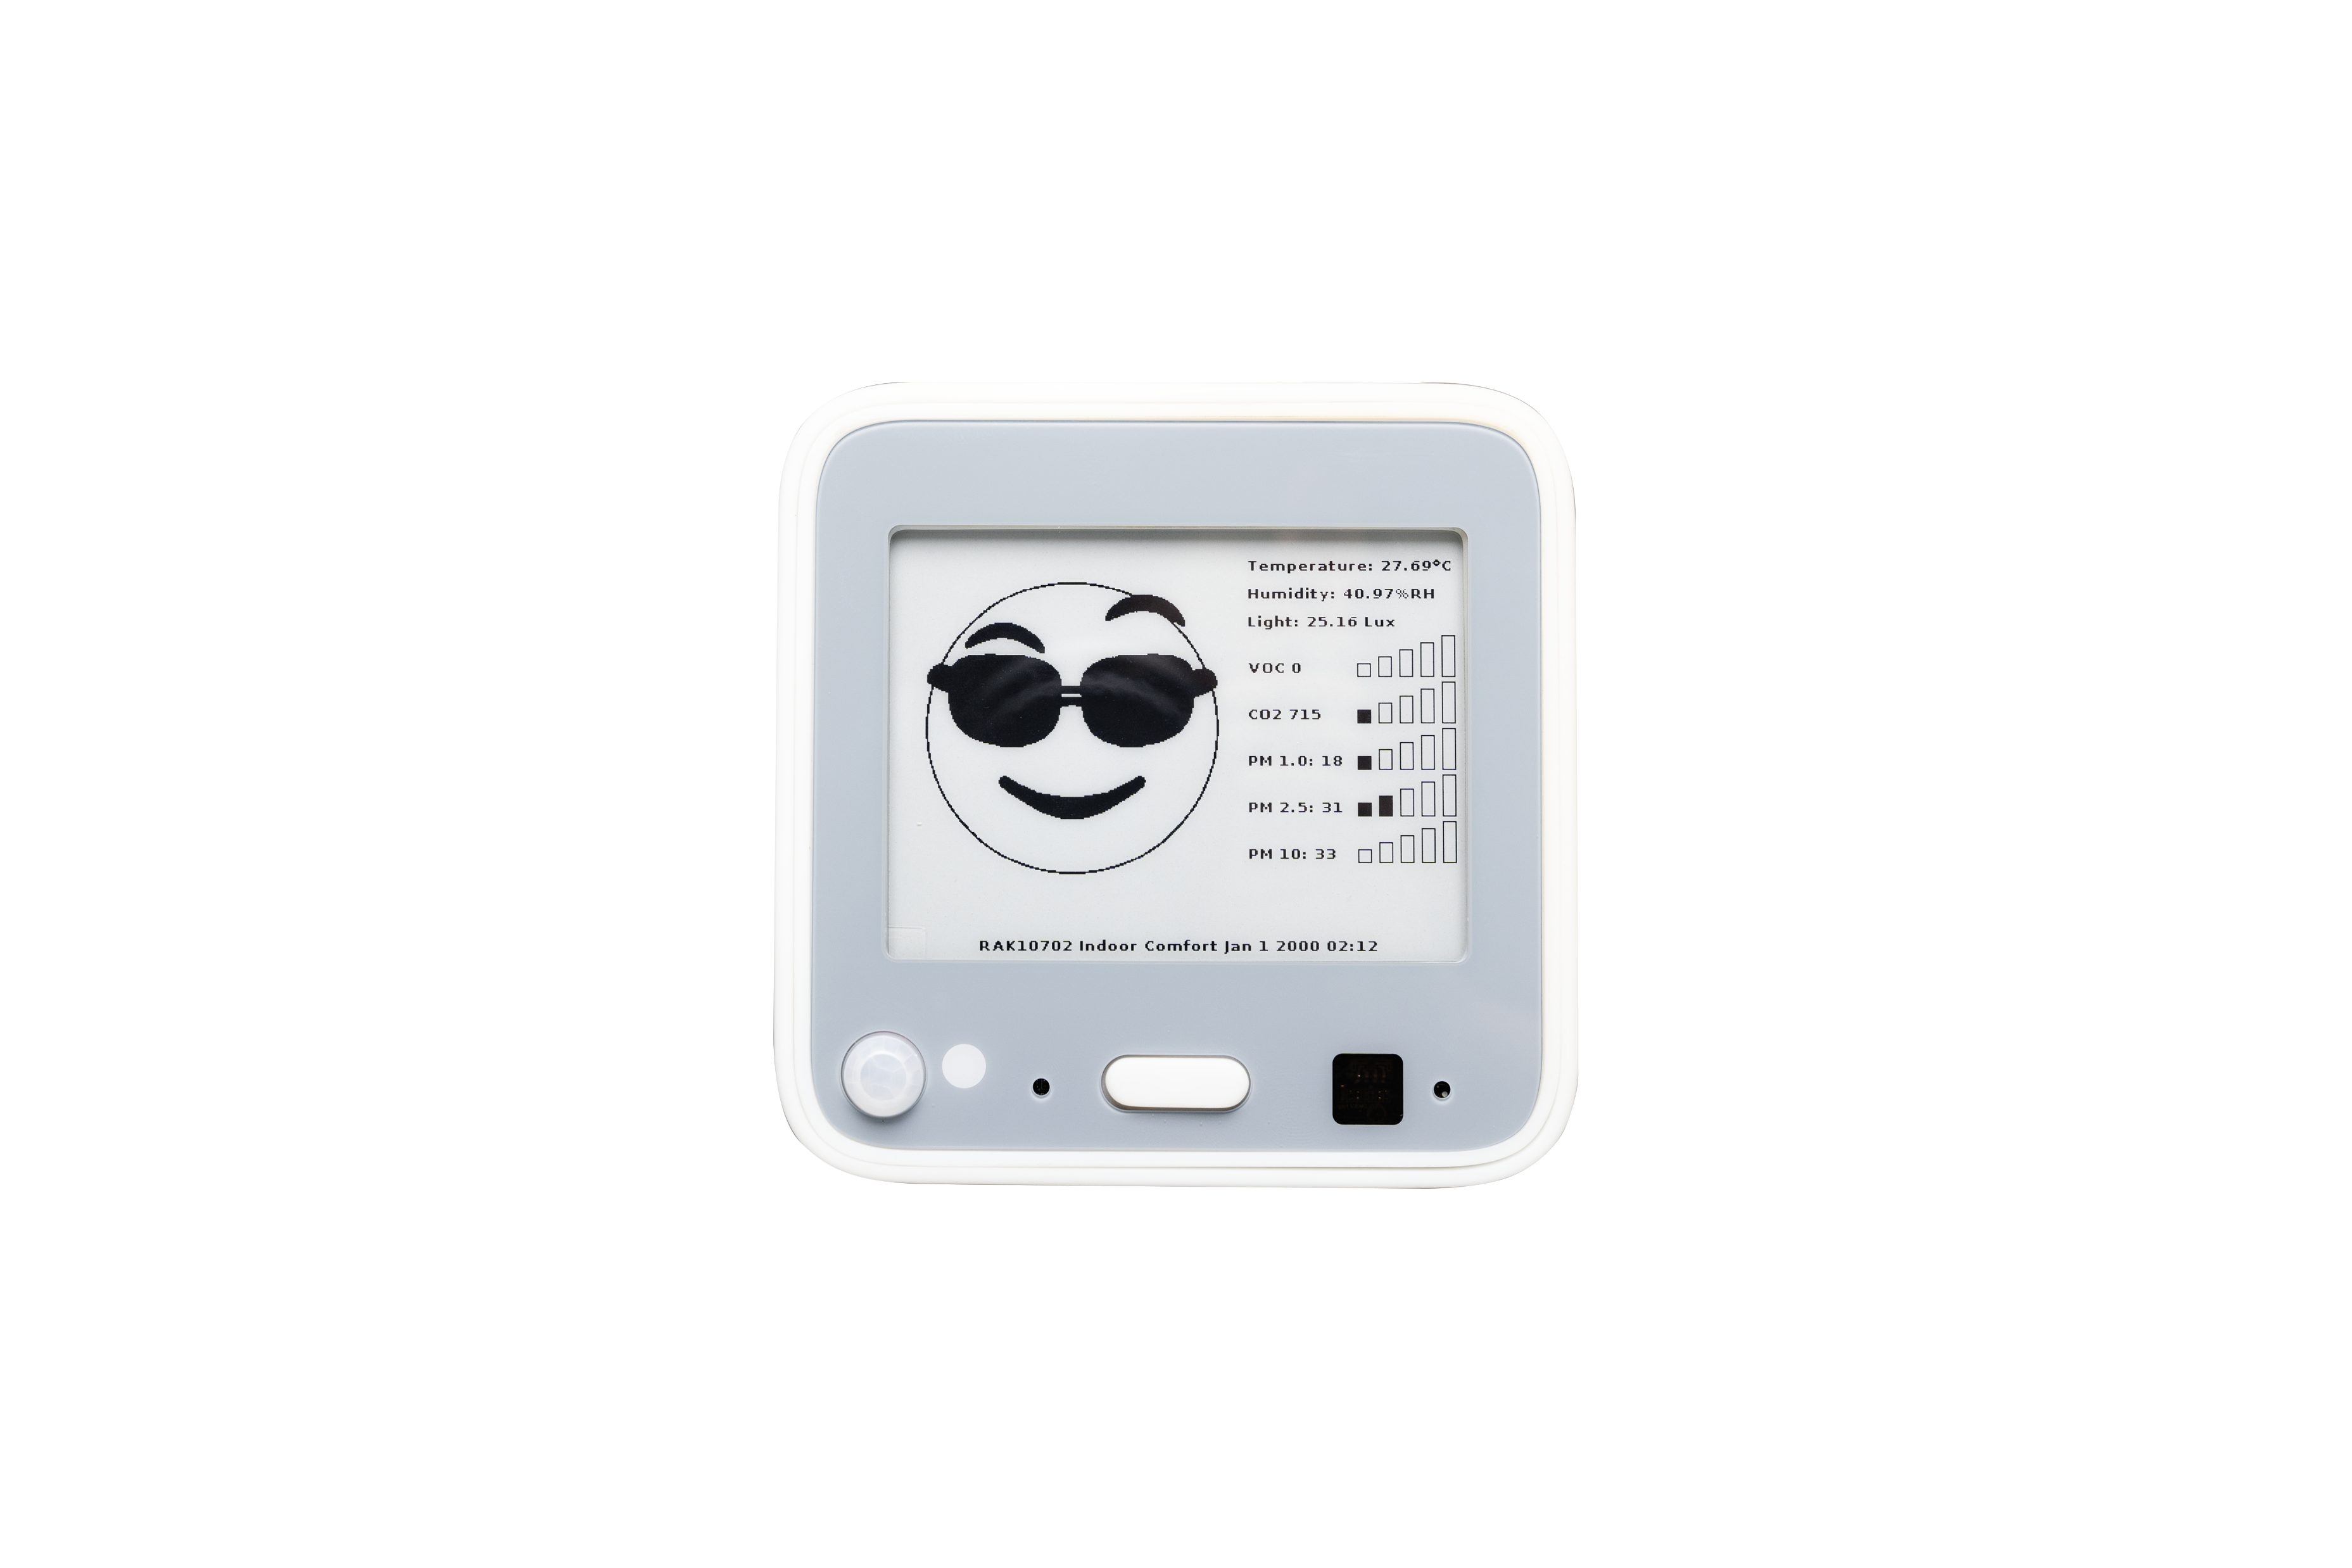 Temperature: 27.69°C
Humidity: 40.97%RH
Light: 25.16 Lux
VOC 0
CO2 715
PM 1.0: 18
PM 2.5: 31
PM 10: 33
RAK10702 Indoor Comfort Jan 1 2000 02:12